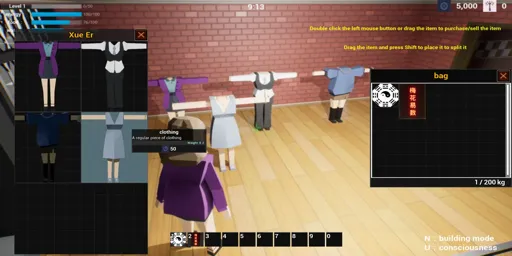 Level 1
9:13
5,000
0
Double click the left mouse button or drag the item to purchase/sell the item
Drag the item and press Shift to place it to split it
Xue Er
bag
梅花易数
clothing
A regular piece of clothing
50
1 / 200 kg
2 3 4 5 6 7 8 9 0
N : building mode
U : consciousness